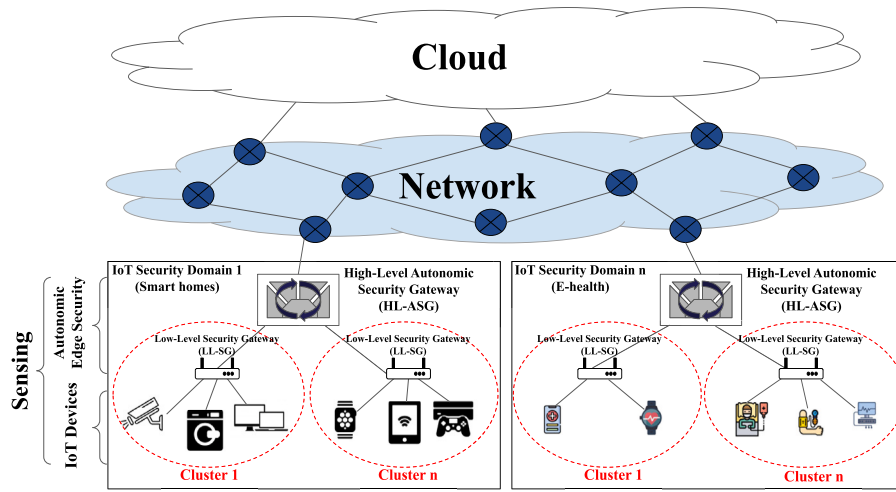 Cloud
Network
IoT Security Domain 1
(Smart homes)
High-Level Autonomic
Security Gateway
(HL-ASG)
Low-Level Security Gateway
(LL-SG)
Low-Level Security Gateway
(LL-SG)
Cluster 1
Cluster n
IoT Security Domain n
(E-health)
High-Level Autonomic
Security Gateway
(HL-ASG)
Low-Level Security Gateway
(LL-SG)
Low-Level Security Gateway
(LL-SG)
Cluster 1
Cluster n
Sensing
Autonomic
Edge Security
IoT Devices